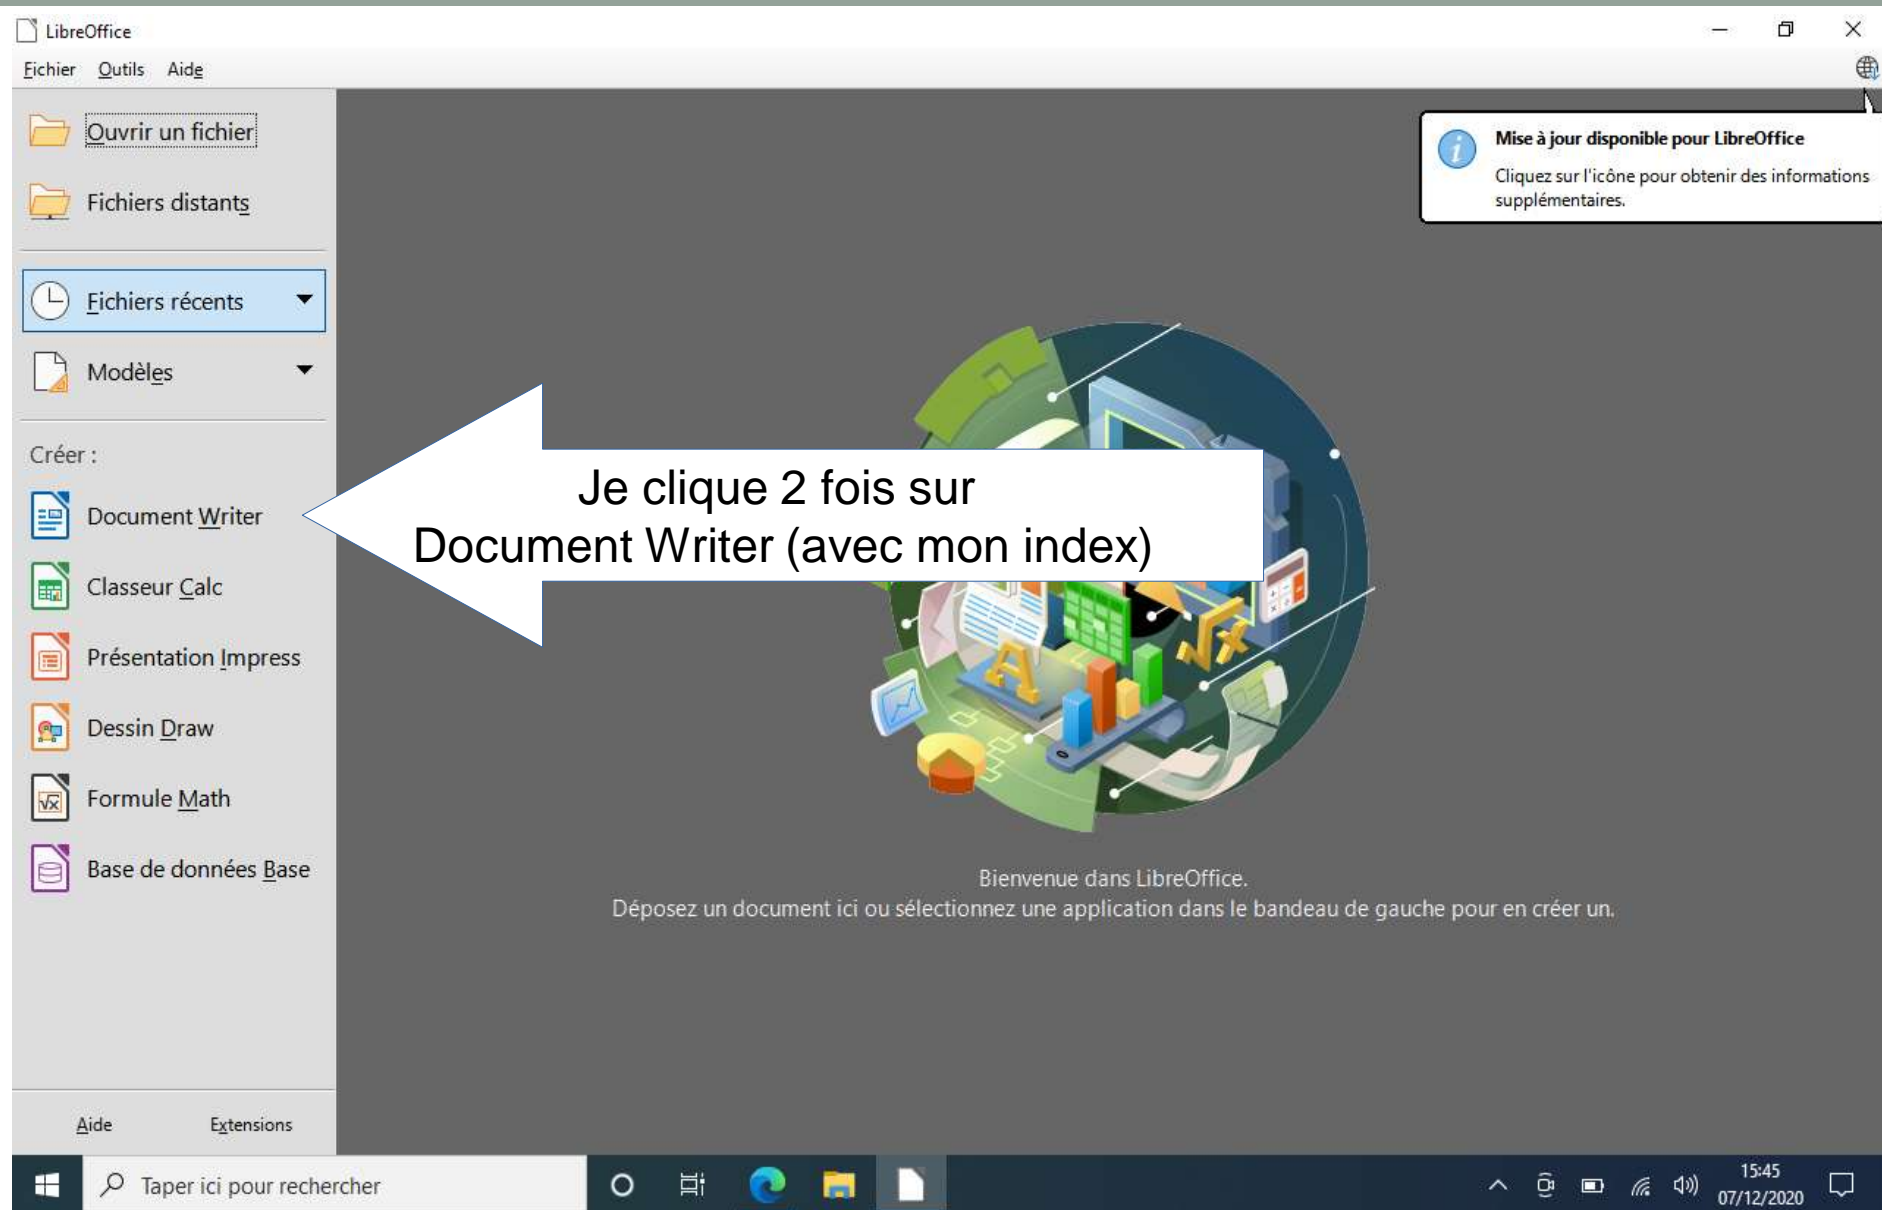 LibreOffice
Fichier Outils Aide
Ouvrir un fichier
Fichiers distants
Fichiers récents
Modèles
Créer :
Document Writer
Classeur Calc
Présentation Impress
Dessin Draw
Formule Math
Base de données Base
Aide Extensions
Mise à jour disponible pour LibreOffice
Cliquez sur l'icône pour obtenir des informations
supplémentaires.
Je clique 2 fois sur
Document Writer (avec mon index)
Bienvenue dans LibreOffice.
Déposez un document ici ou sélectionnez une application dans le bandeau de gauche pour en créer un.
Taper ici pour rechercher
15:45
07/12/2020